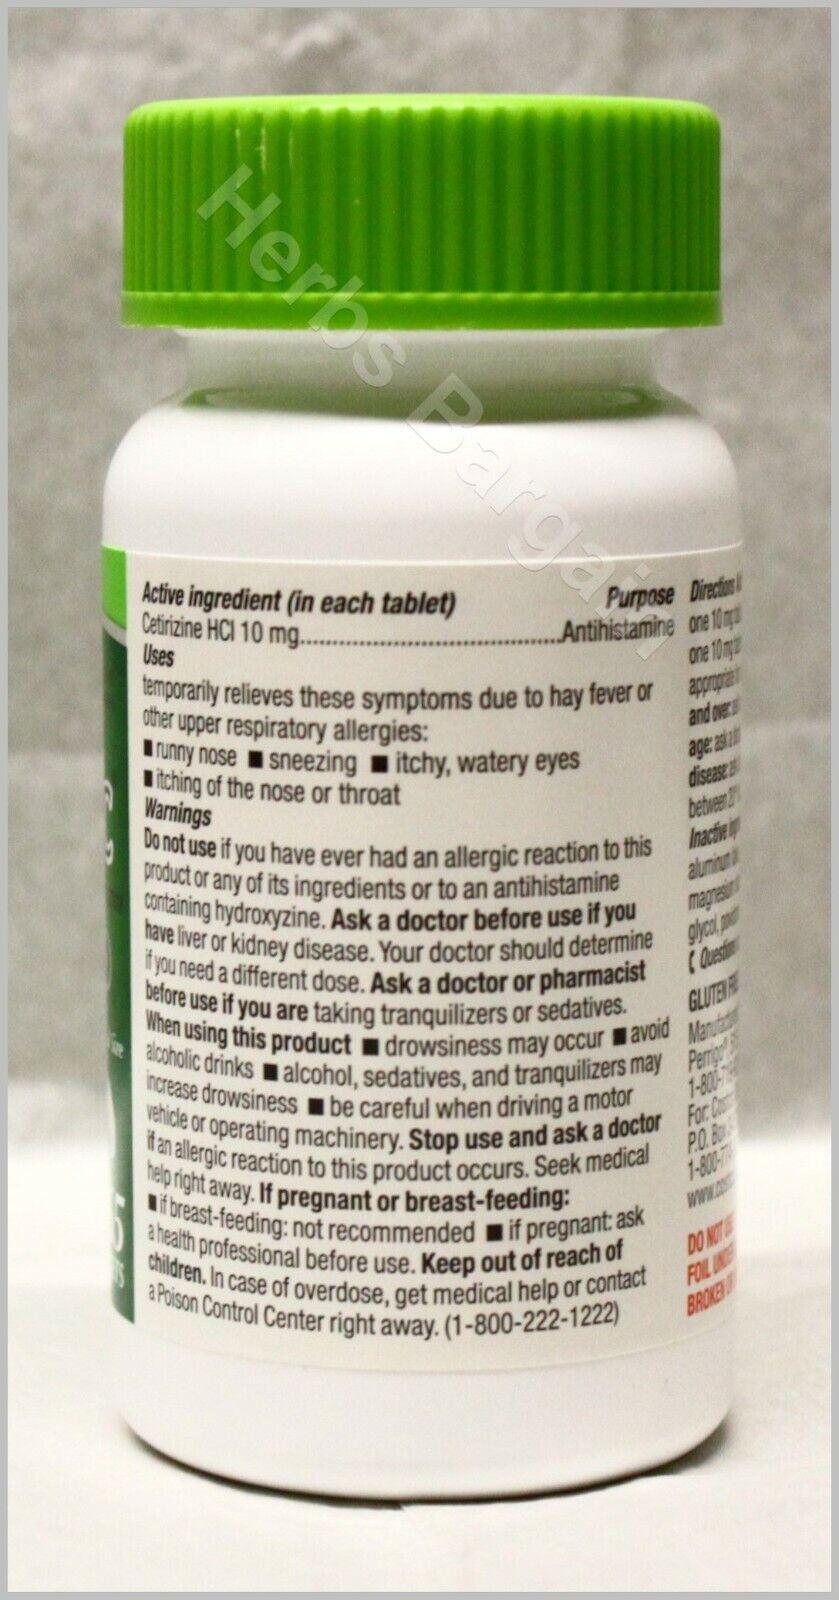 Herbs Bargain
Active ingredient (in each tablet) Purpose
Cetirizine HCl 10 mg......................................Antihistamine
Uses
temporarily relieves these symptoms due to hay fever or
other upper respiratory allergies:
■ runny nose ■ sneezing ■ itchy, watery eyes
■ itching of the nose or throat
Warnings
Do not use if you have ever had an allergic reaction to this
product or any of its ingredients or to an antihistamine
containing hydroxyzine. Ask a doctor before use if you
have liver or kidney disease. Your doctor should determine
if you need a different dose. Ask a doctor or pharmacist
before use if you are taking tranquilizers or sedatives.
When using this product ■ drowsiness may occur ■ avoid
alcoholic drinks ■ alcohol, sedatives, and tranquilizers may
increase drowsiness ■ be careful when driving a motor
vehicle or operating machinery. Stop use and ask a doctor
if an allergic reaction to this product occurs. Seek medical
help right away. If pregnant or breast-feeding:
■ if breast-feeding: not recommended ■ if pregnant: ask
a health professional before use. Keep out of reach of
children. In case of overdose, get medical help or contact
a Poison Control Center right away. (1-800-222-1222)
Directions
one 10 mg
one 10 mg
appropriate
and over:
age: ask a
disease:
between 20°
Inactive
aluminum
magnesium
glycol,
Questions
GLUTEN
Perrigo
For:
P.O. Box
DO NOT
FOIL
BROKEN